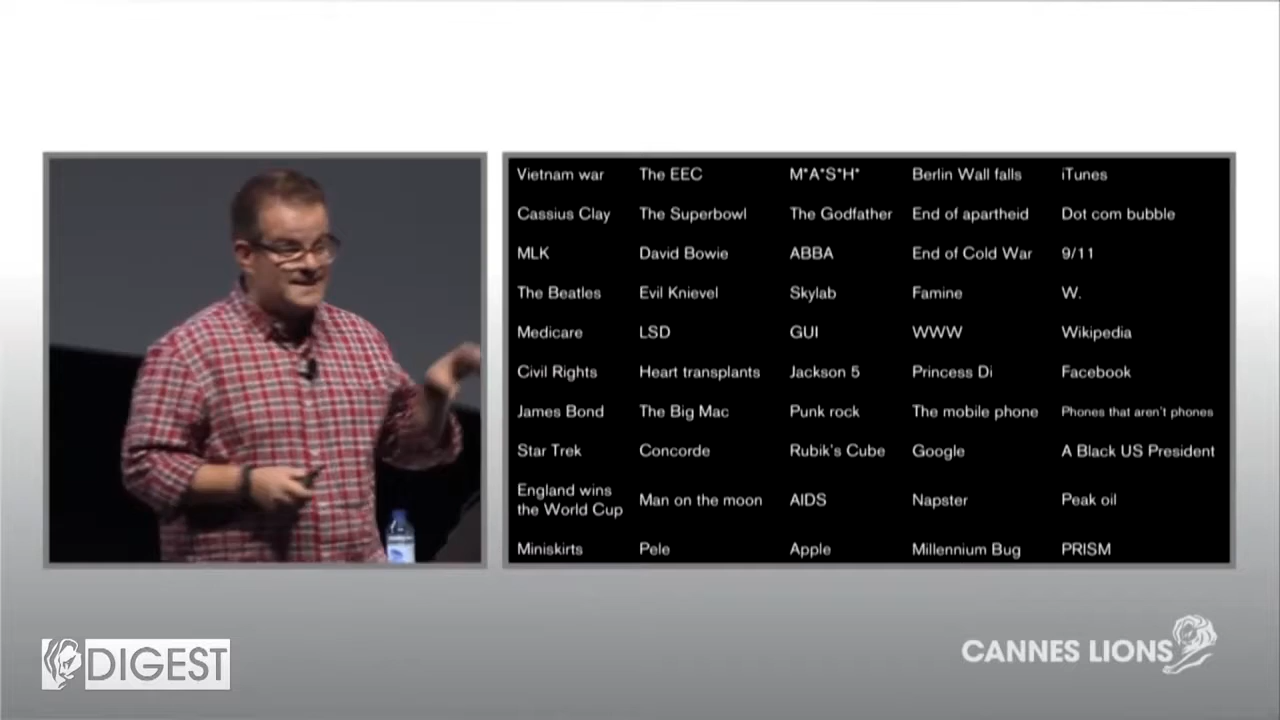 Vietnam war The EEC M*A*S*H* Berlin Wall falls iTunes
Cassius Clay The Superbowl The Godfather End of apartheid Dot com bubble
MLK David Bowie ABBA End of Cold War 9/11
The Beatles Evil Knievel Skylab Famine W.
Medicare LSD GUI WWW Wikipedia
Civil Rights Heart transplants Jackson 5 Princess Di Facebook
James Bond The Big Mac Punk rock The mobile phone Phones that aren't phones
Star Trek Concorde Rubik's Cube Google A Black US President
England wins
the World Cup Man on the moon AIDS Napster Peak oil
Miniskirts Pele Apple Millennium Bug PRISM
DIGEST
CANNES LIONS